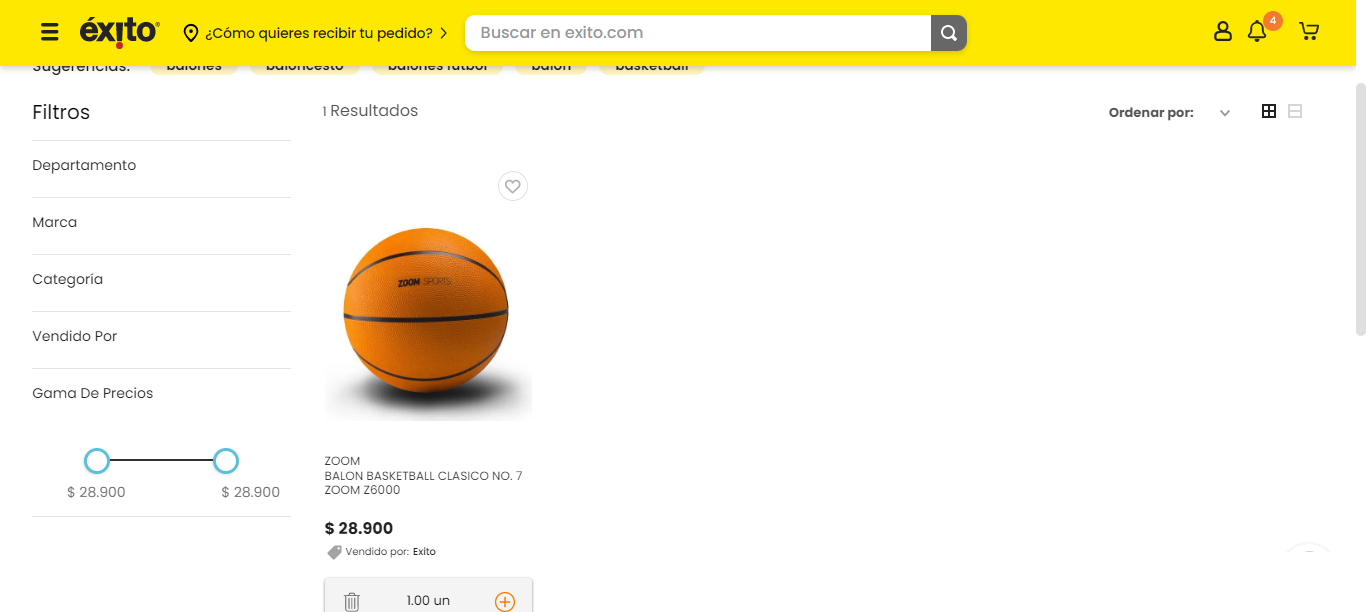 éxito
¿Cómo quieres recibir tu pedido?
Buscar en exito.com
4
Sugerencias:
balones
baloncesto
balones futbol
balon
basketball
Filtros
1 Resultados
Ordenar por:
Departamento
Marca
Categoría
Vendido Por
Gama De Precios
$ 28.900
$ 28.900
ZOOM SPORTS
ZOOM
BALON BASKETBALL CLASICO NO. 7
ZOOM Z6000
$ 28.900
Vendido por: Exito
1.00 un